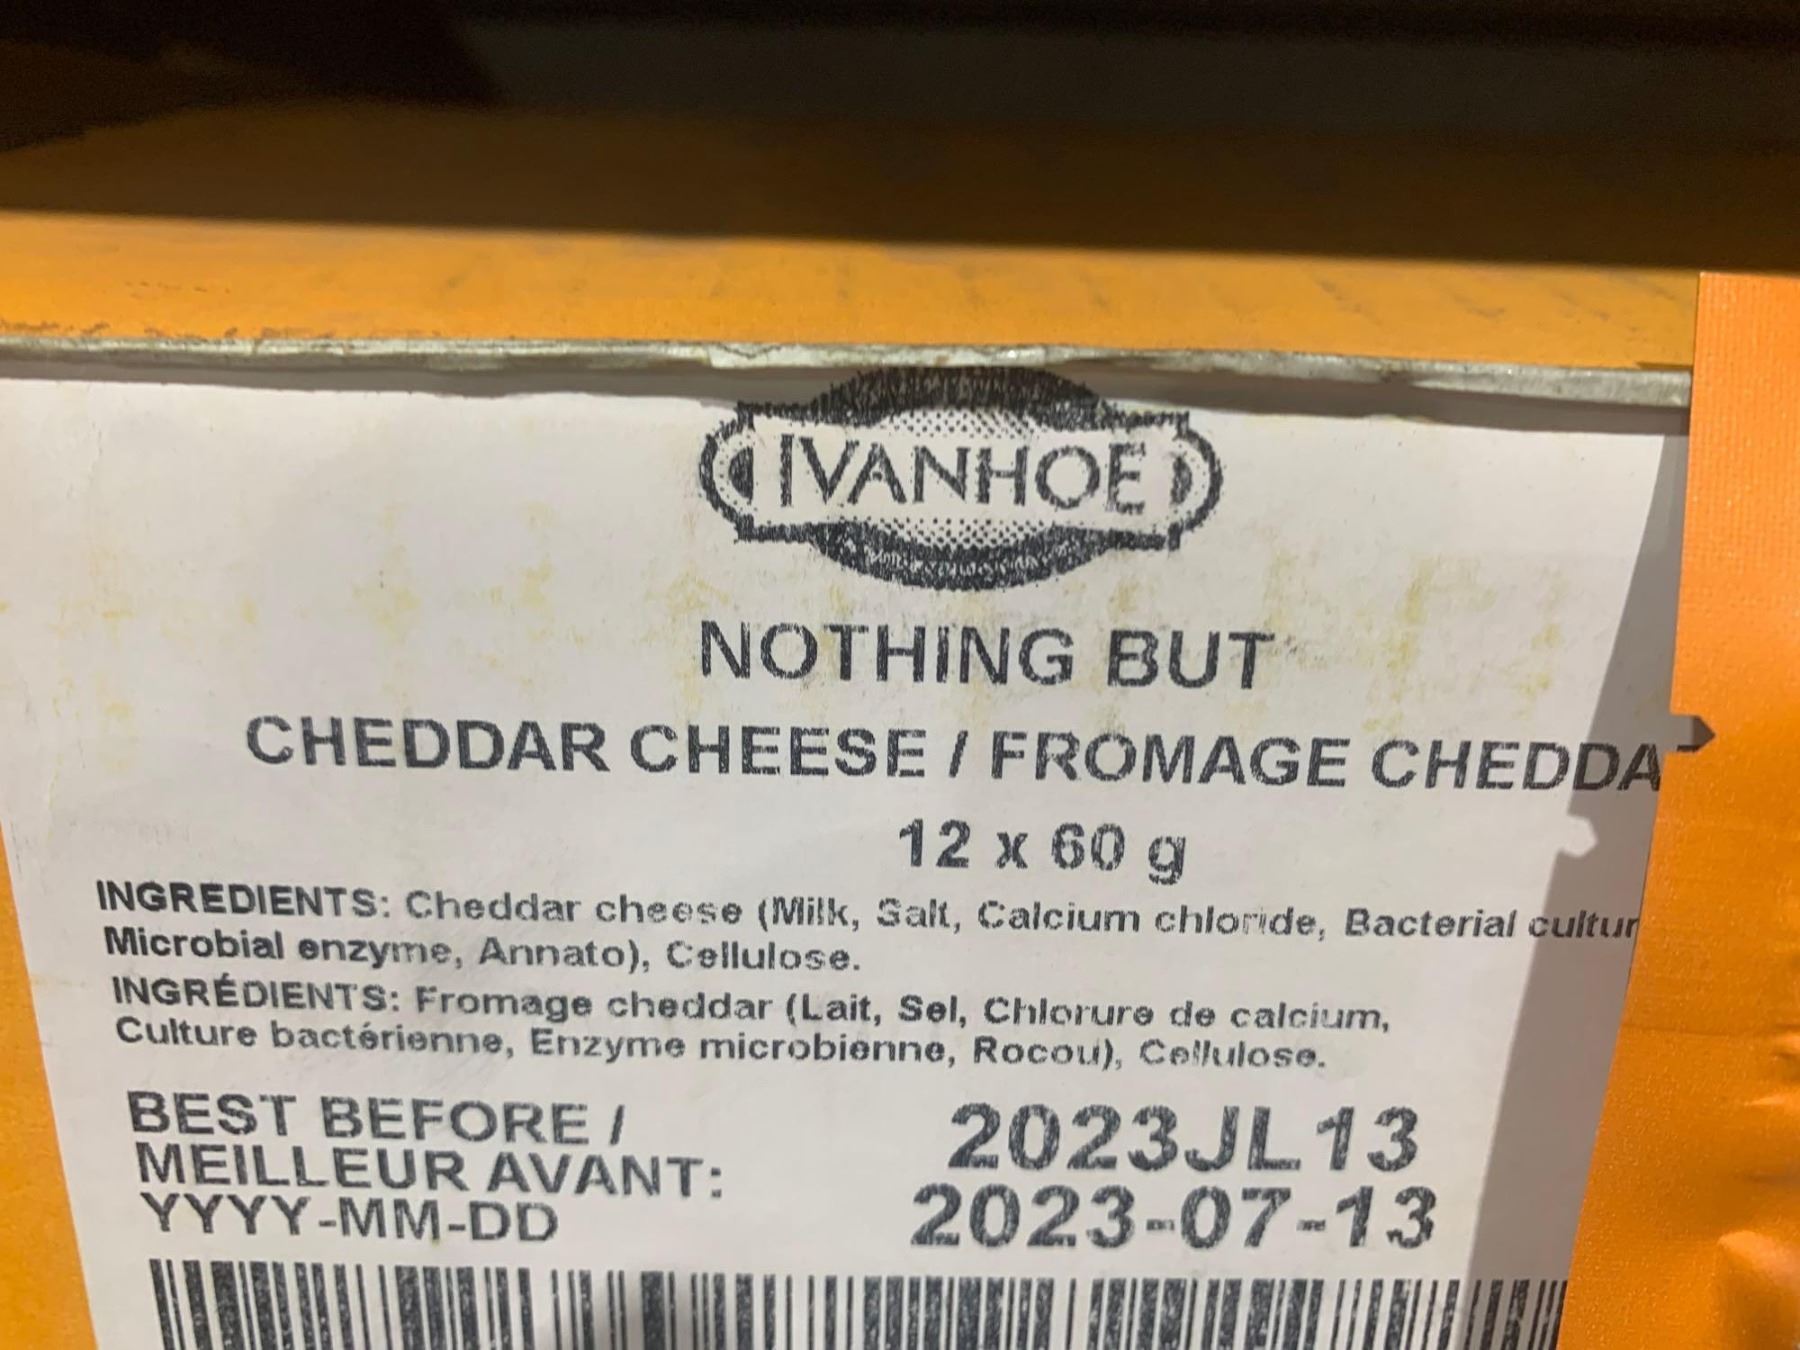 IVANHOE
NOTHING BUT
CHEDDAR CHEESE / FROMAGE CHEDDA
12 x 60 g
INGREDIENTS: Cheddar cheese (Milk, Salt, Calcium chloride, Bacterial cultur
Microbial enzyme, Annato), Cellulose.
INGRÉDIENTS: Fromage cheddar (Lait, Sel, Chlorure de calcium,
Culture bactérienne, Enzyme microbienne, Rocou), Cellulose.
BEST BEFORE /
MEILLEUR AVANT:
YYYY-MM-DD
2023JL13
2023-07-13